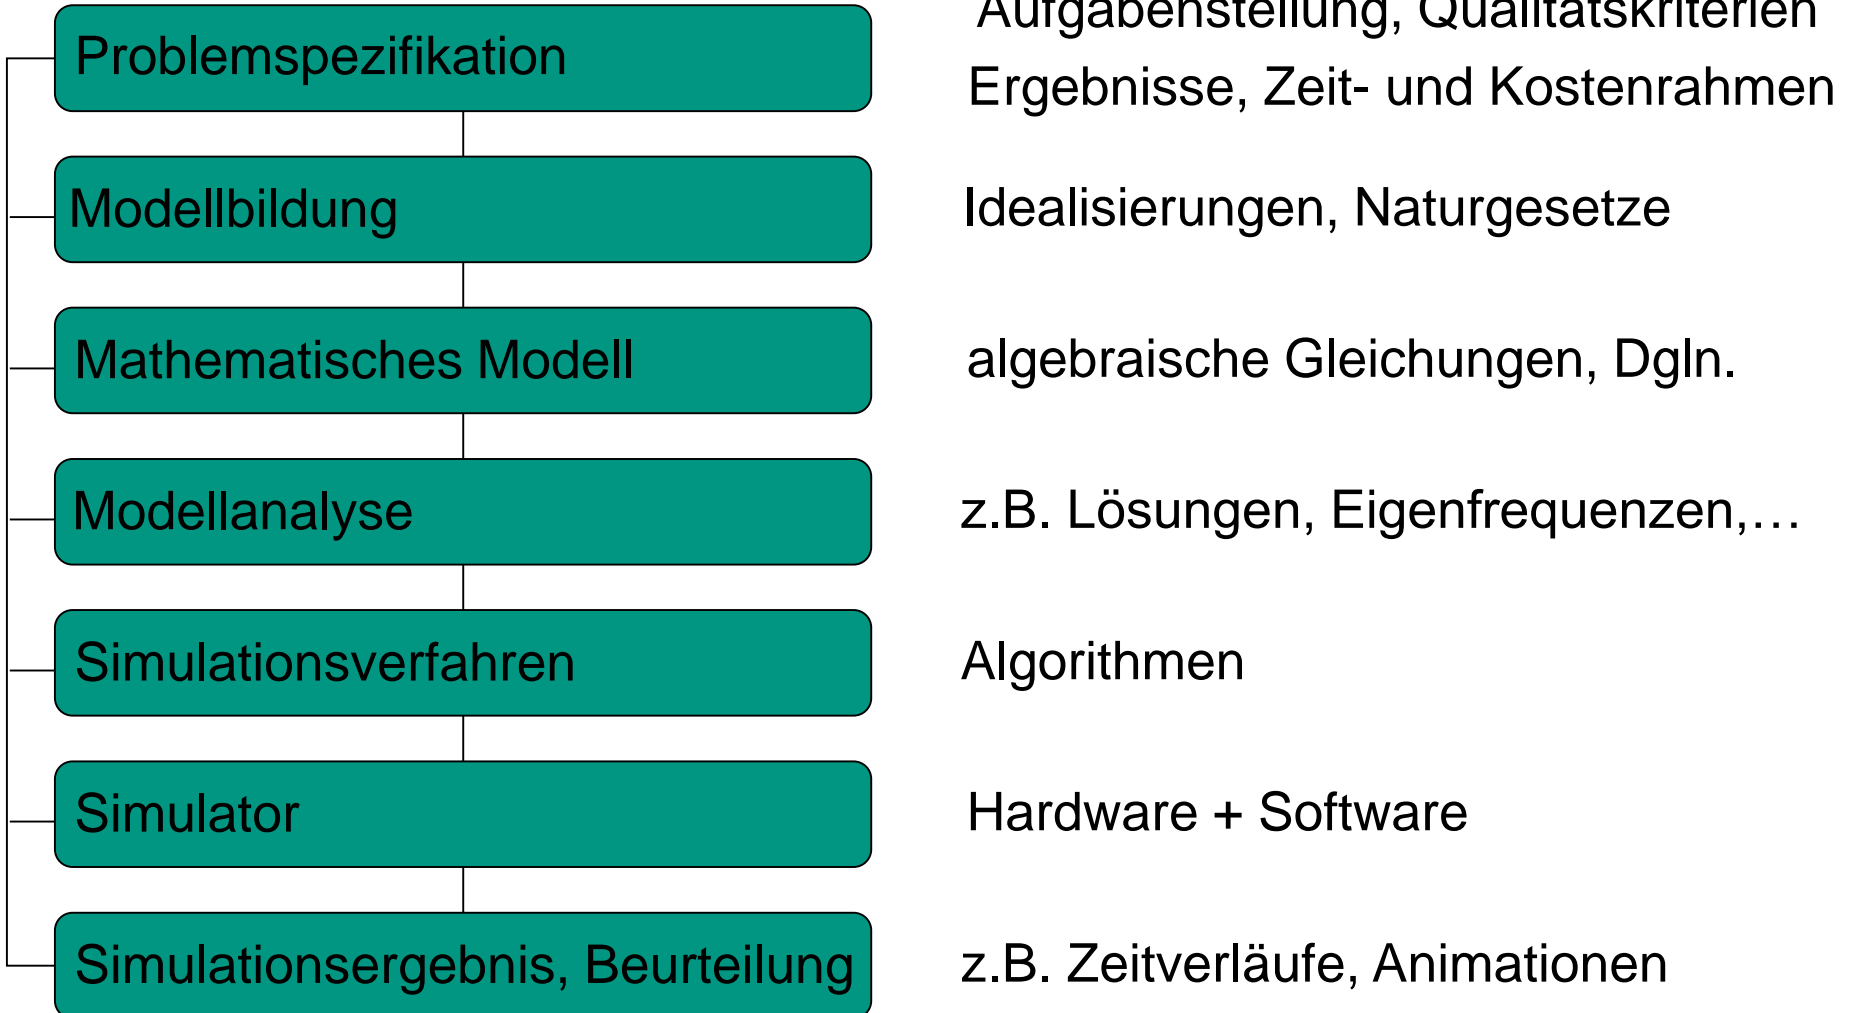 Aufgabenstellung, Qualitätskriterien
Problemspezifikation
Ergebnisse, Zeit- und Kostenrahmen
Modellbildung
Idealisierungen, Naturgesetze
Mathematisches Modell
algebraische Gleichungen, Dgln.
Modellanalyse
z.B. Lösungen, Eigenfrequenzen,…
Simulationsverfahren
Algorithmen
Simulator
Hardware + Software
Simulationsergebnis, Beurteilung
z.B. Zeitverläufe, Animationen